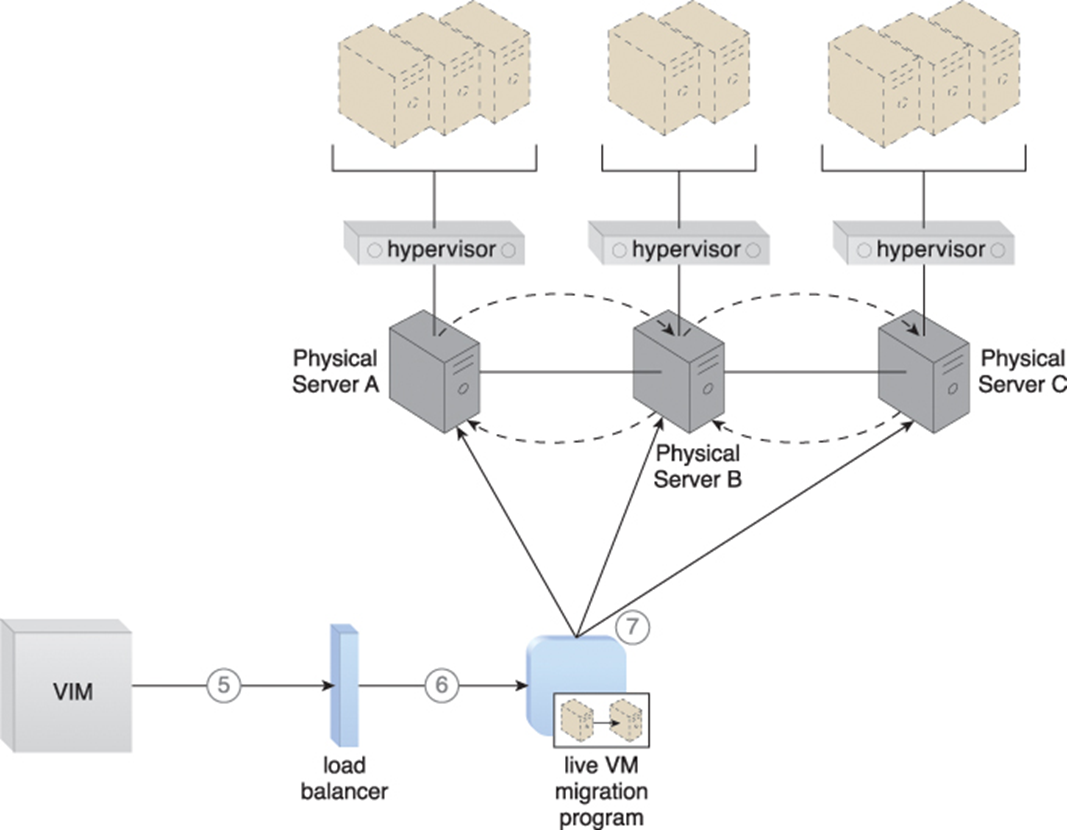 hypervisor
hypervisor
hypervisor
Physical
Server A
Physical
Server B
Physical
Server C
7
VIM
5
6
load
balancer
live VM
migration
program